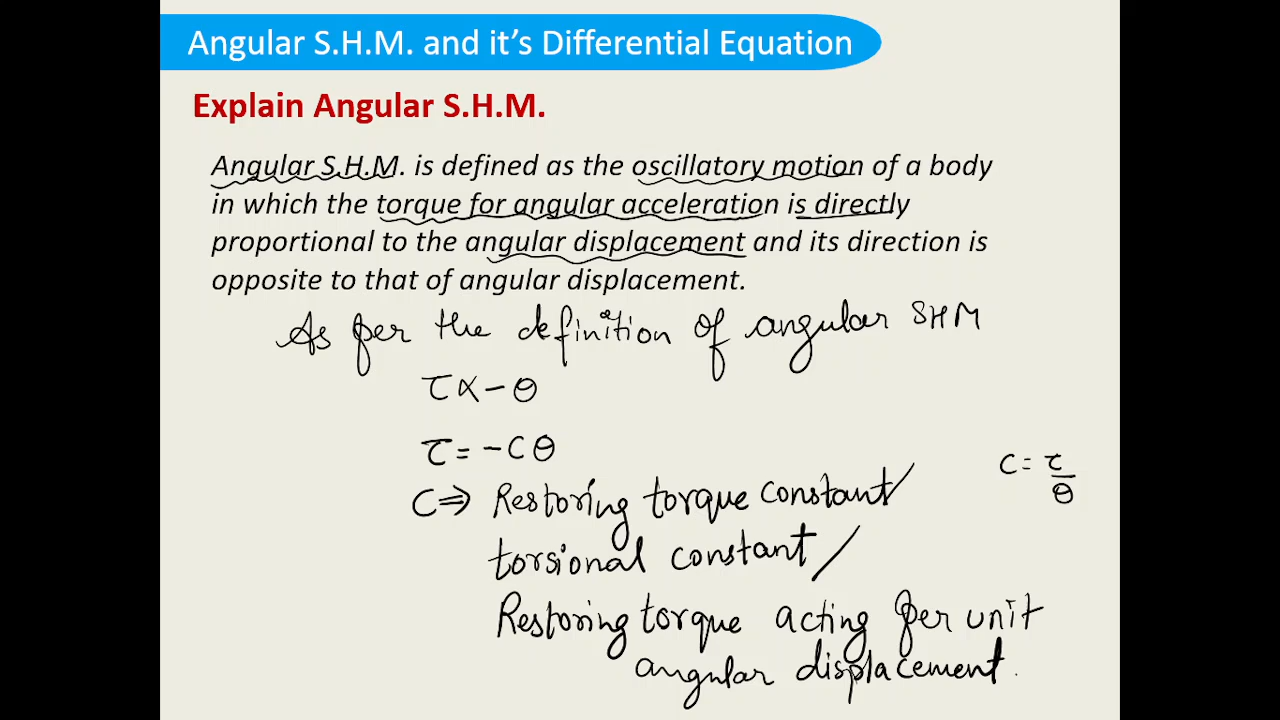 Angular S.H.M. and it's Differential Equation
Explain Angular S.H.M.
Angular S.H.M. is defined as the oscillatory motion of a body
in which the torque for angular acceleration is directly
proportional to the angular displacement and its direction is
opposite to that of angular displacement.
As per the definition of angular SHM
τ ∝ - θ
τ = - C θ
C = τ/θ
C ⇒ Restoring torque constant/
torsional constant/
Restoring torque acting per unit
angular displacement.